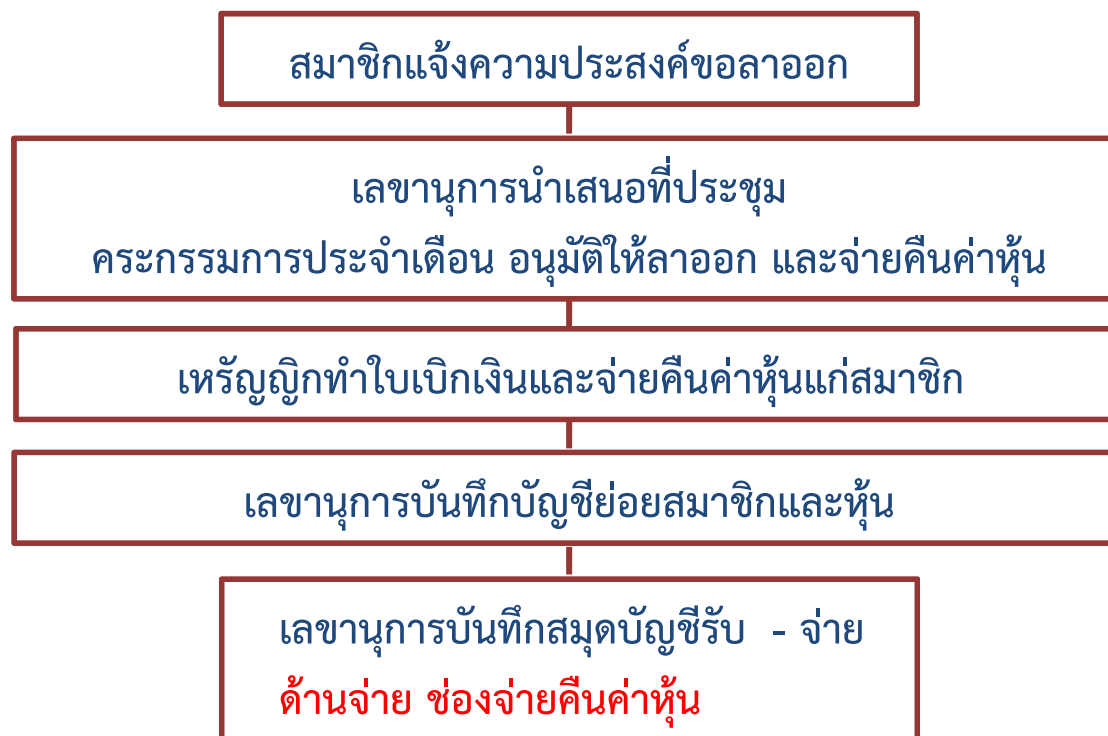 สมาชิกแจ้งความประสงค์ขอลาออก
เลขานุการนำเสนอที่ประชุม
คระกรรมการประจำเดือน อนุมัติให้ลาออก และจ่ายคืนค่าหุ้น
เหรัญญิกทำใบเบิกเงินและจ่ายคืนค่าหุ้นแก่สมาชิก
เลขานุการบันทึกบัญชีย่อยสมาชิกและหุ้น
เลขานุการบันทึกสมุดบัญชีรับ - จ่าย
ด้านจ่าย ช่องจ่ายคืนค่าหุ้น